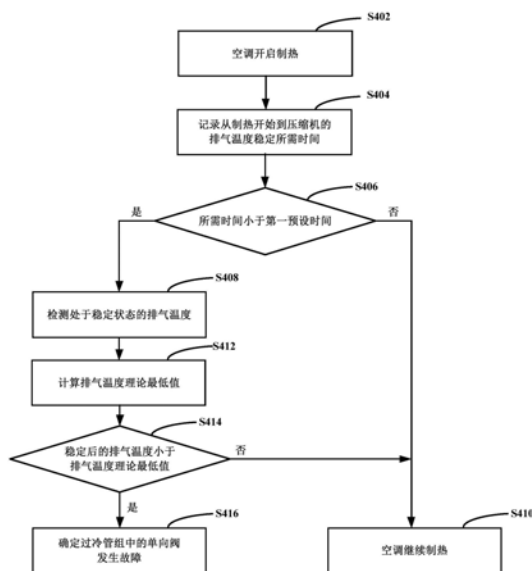 S402
空调开启制热
S404
记录从制热开始到压缩机的
排气温度稳定所需时间
S406
所需时间小于第一预设时间
是
否
S408
检测处于稳定状态的排气温度
S412
计算排气温度理论最低值
S414
稳定后的排气温度小于
排气温度理论最低值
否
是
S416
确定过冷管组中的单向阀
发生故障
S410
空调继续制热